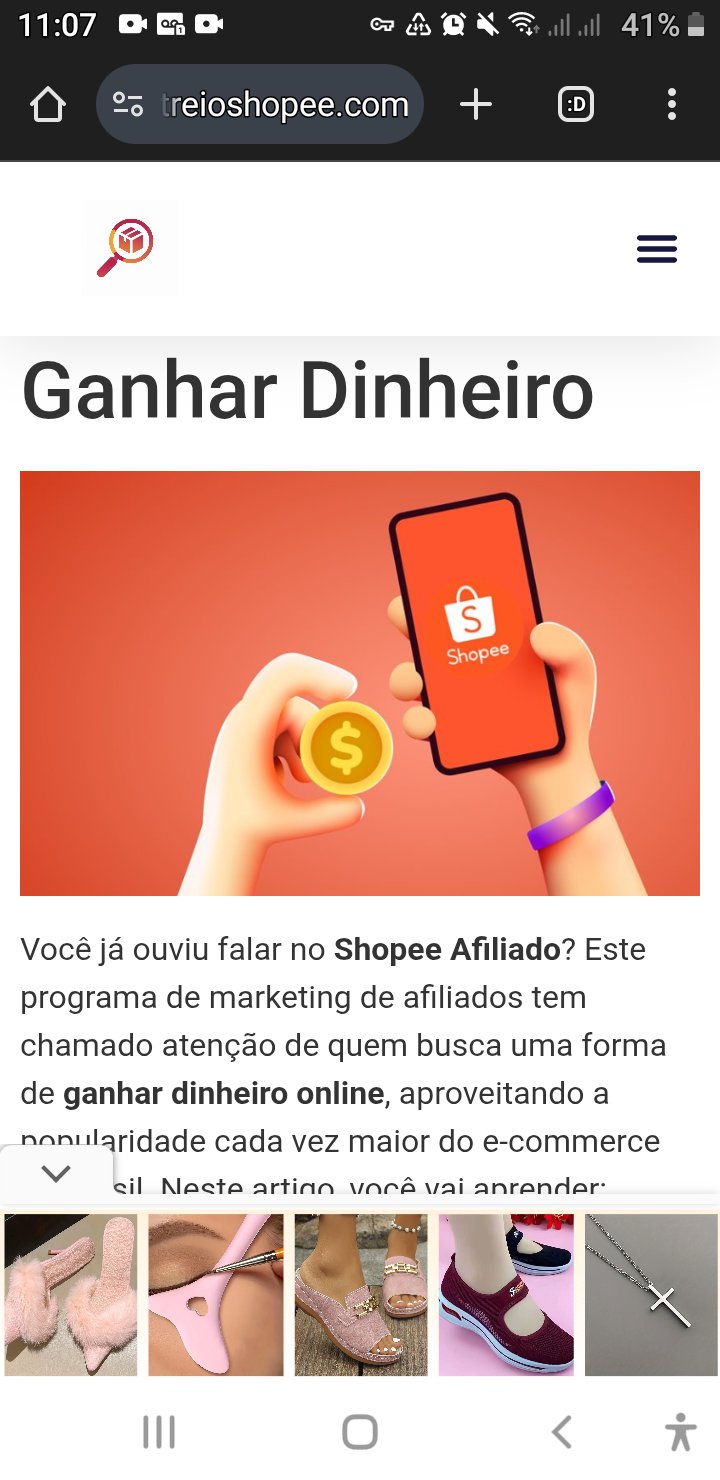 11:07
41%
treioshopee.com
:D
Ganhar Dinheiro
S
Shopee
$
Você já ouviu falar no Shopee Afiliado? Este
programa de marketing de afiliados tem
chamado atenção de quem busca uma forma
de ganhar dinheiro online, aproveitando a
popularidade cada vez maior do e-commerce
sil. Neste artigo, você vai aprender: